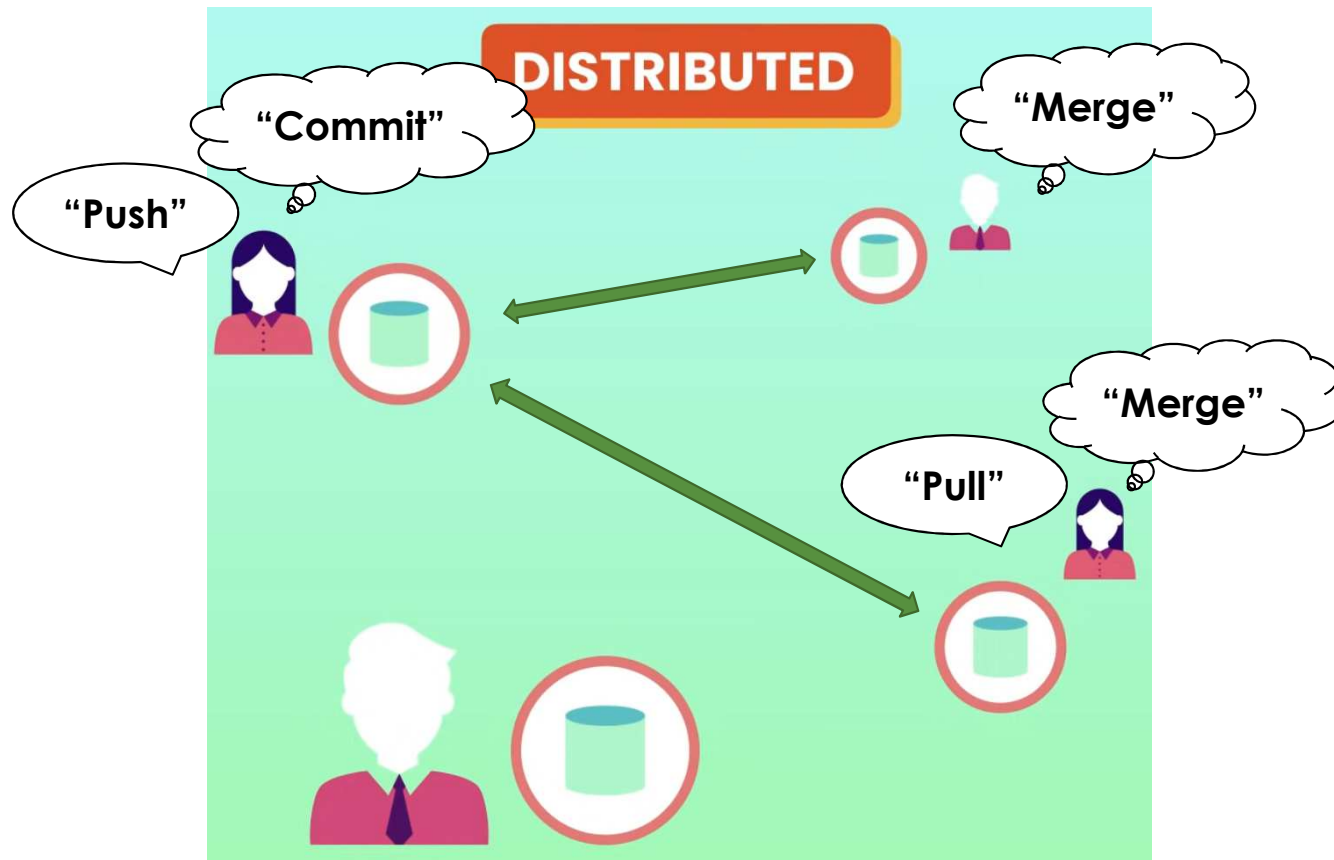 DISTRIBUTED
“Commit”
“Merge”
“Push”
“Merge”
“Pull”